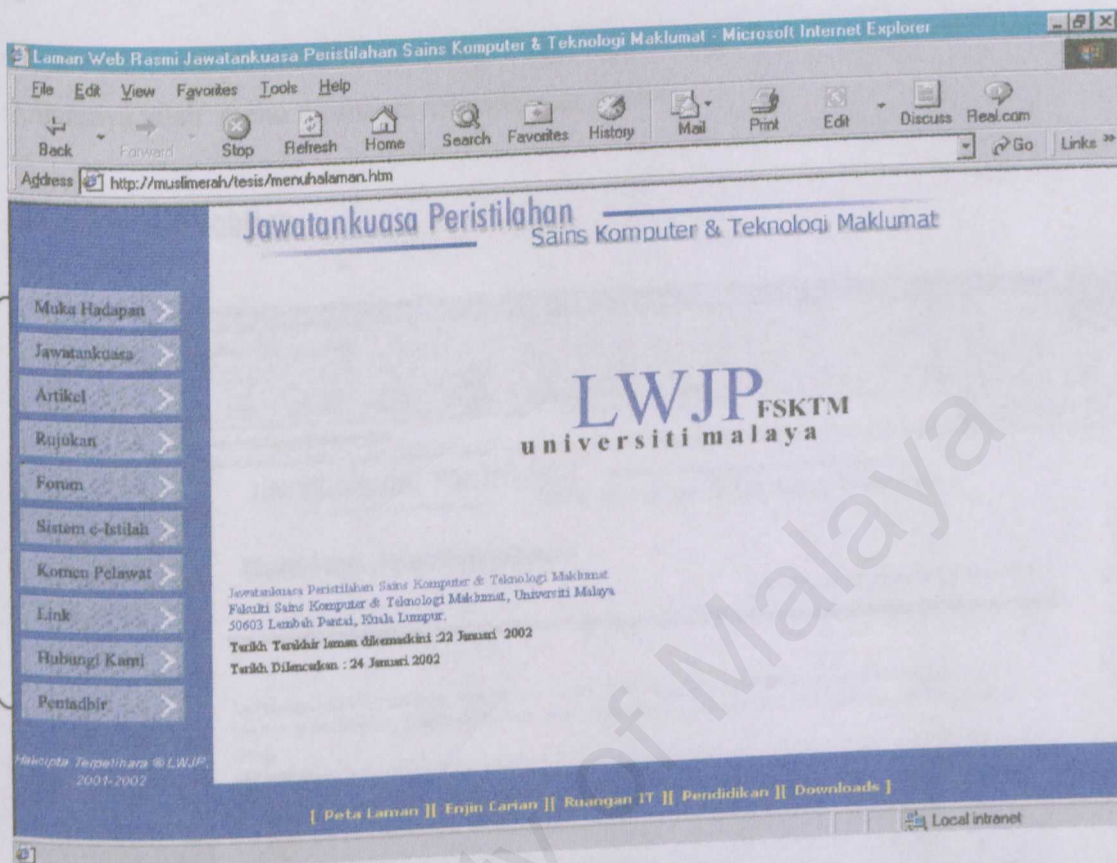 Laman Web Rasmi Jawatankuasa Peristilahan Sains Komputer & Teknologi Maklumat - Microsoft Internet Explorer
File Edit View Favorites Tools Help
Back Forward Stop Refresh Home Search Favorites History Mail Print Edit Discuss Real.com
Address http://muslimerah/tesis/menuhalaman.htm Go Links »
Jawatankuasa Peristilahan
Sains Komputer & Teknologi Maklumat
Muka Hadapan
Jawatankuasa
Artikel
Rujukan
Forum
Sistem e-Istilah
Komen Pelawat
Link
Hubungi Kami
Pentadbir
Hakcipta Terpelihara @ LWJP,
2001-2002
LWJP FSKTM
universiti malaya
Jawatankuasa Peristilahan Sains Komputer & Teknologi Maklumat
Fakulti Sains Komputer & Teknologi Maklumat, Universiti Malaya
50603 Lembah Pantai, Kuala Lumpur.
Tarikh Terakhir laman dikemaskini :22 Januari 2002
Tarikh Dilancarkan : 24 Januari 2002
[ Peta Laman ][ Enjin Carian ][ Ruangan IT ][ Pendidikan ][ Downloads ]
Local intranet
y of Malaya